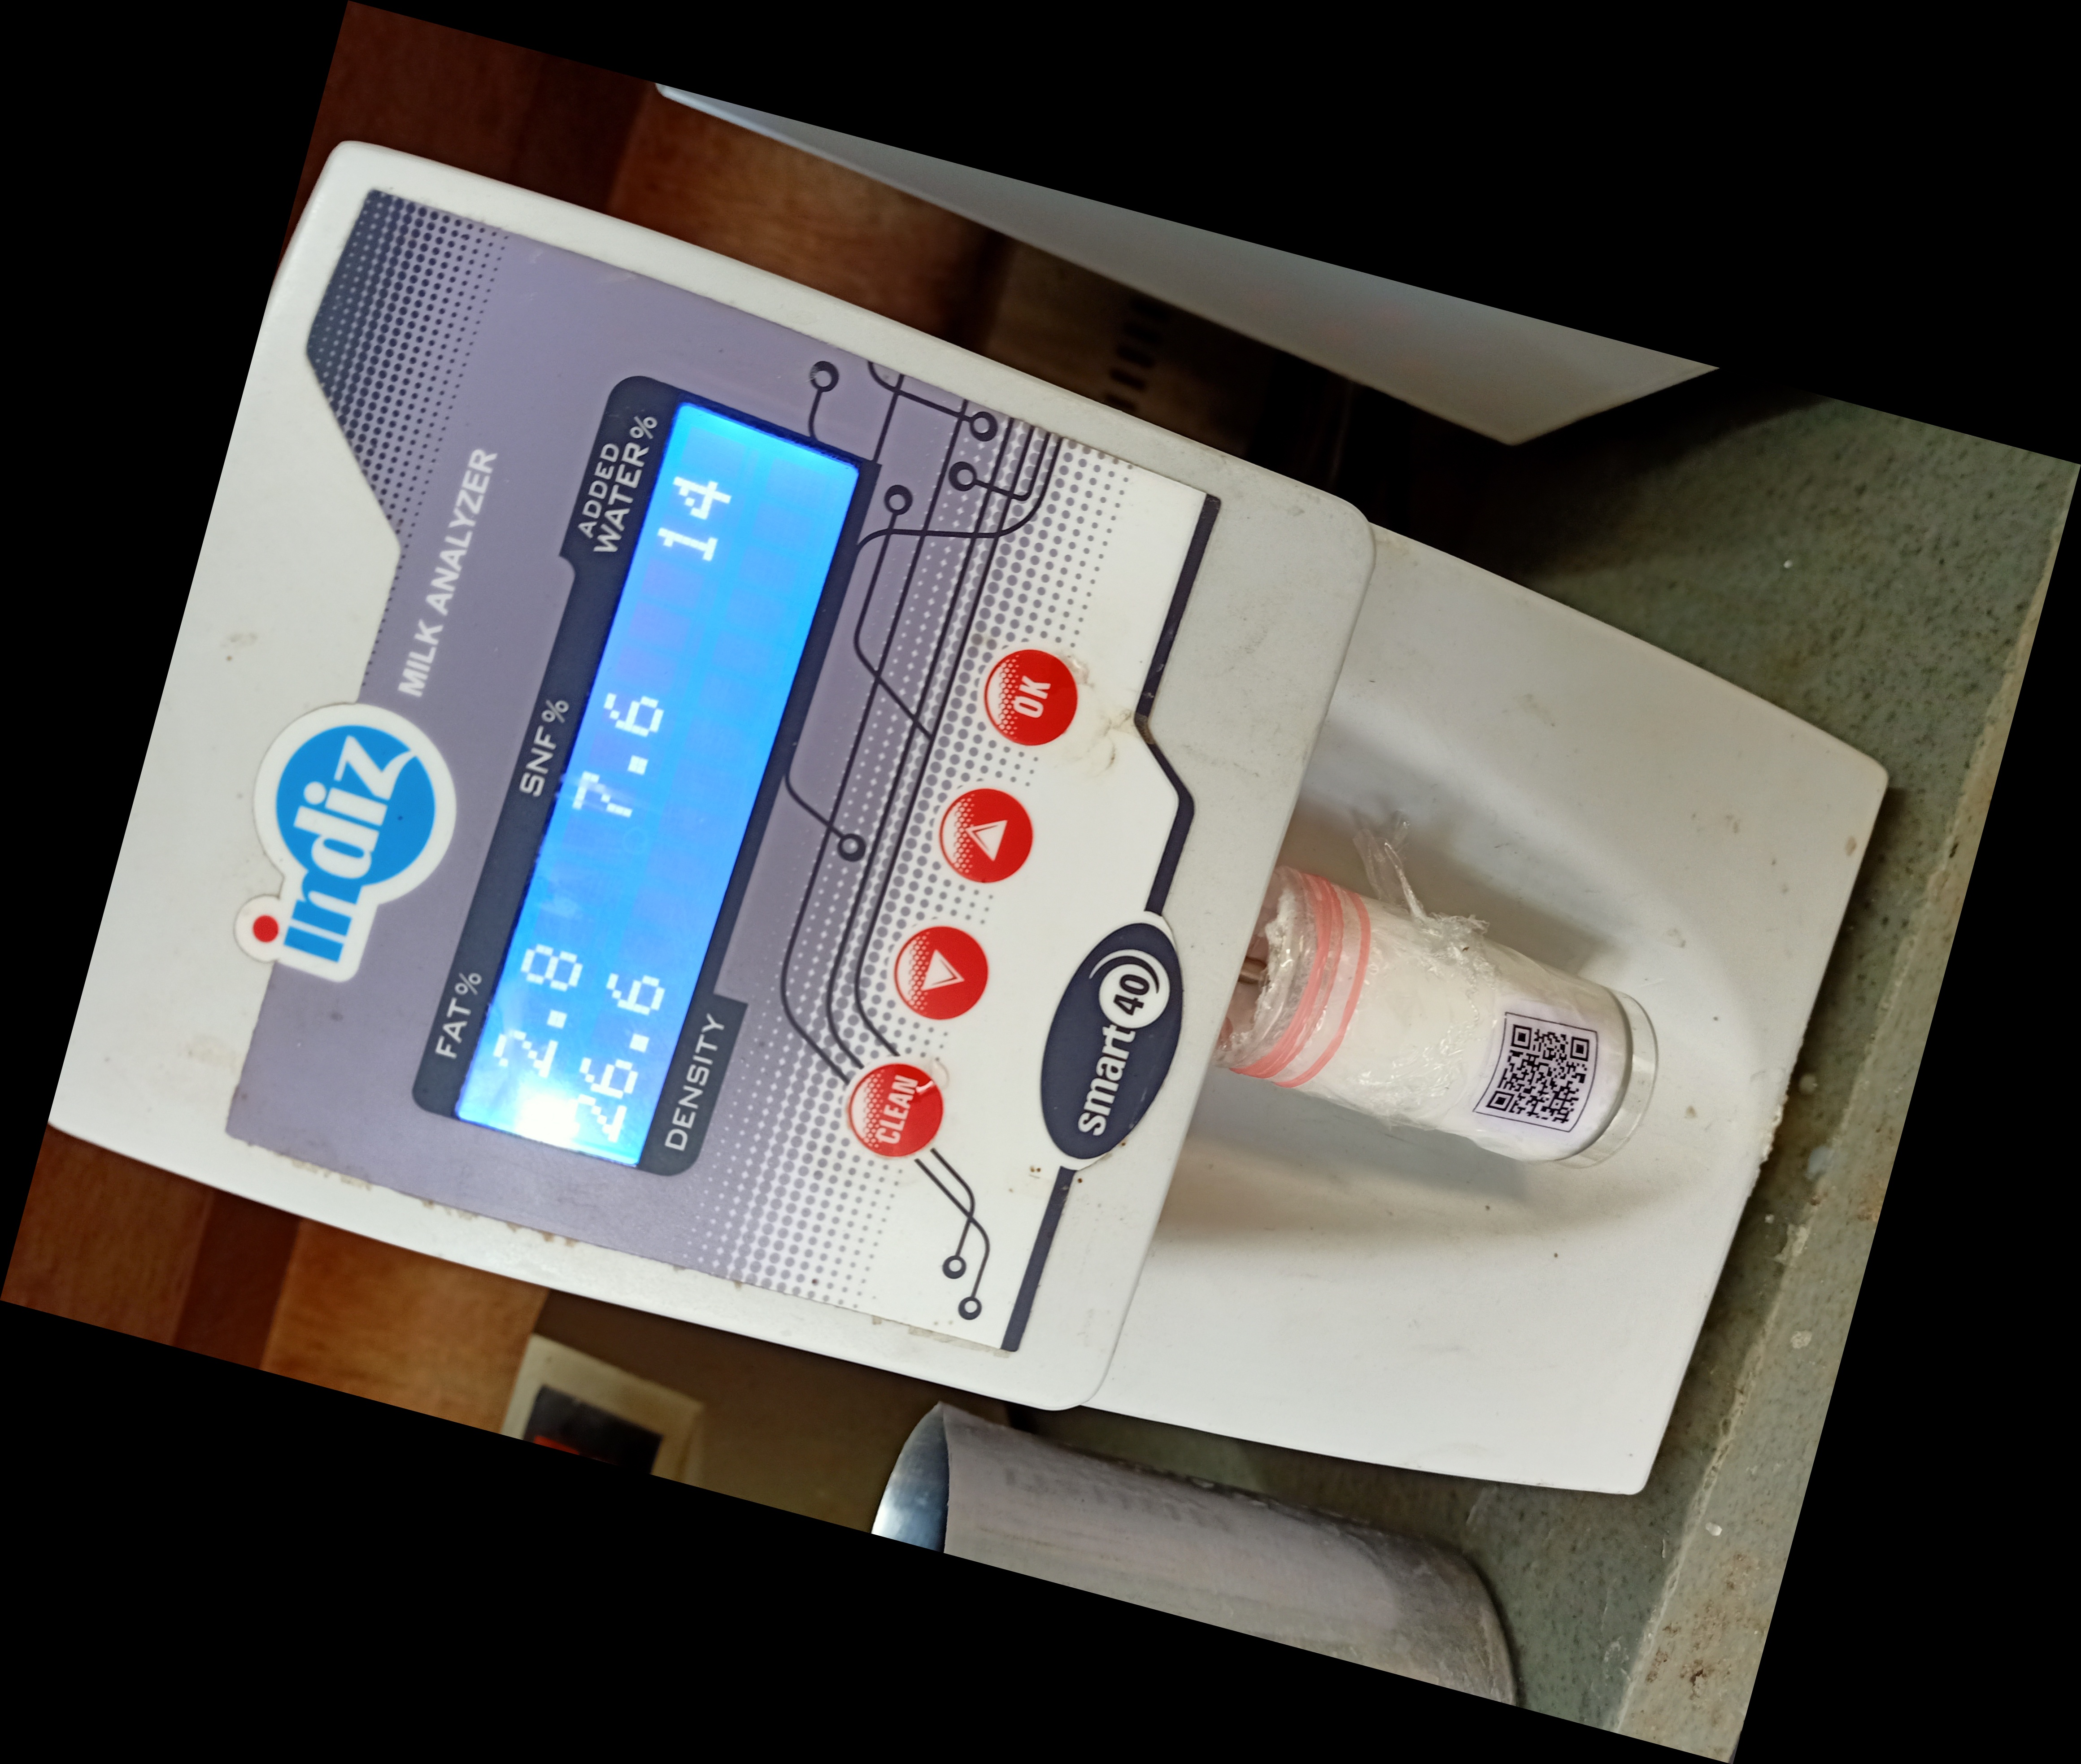 indiz
MILK ANALYZER
FAT% SNF% ADDED WATER%
2.8 7.6 14
26.6
DENSITY
CLEAN OK
smart 40